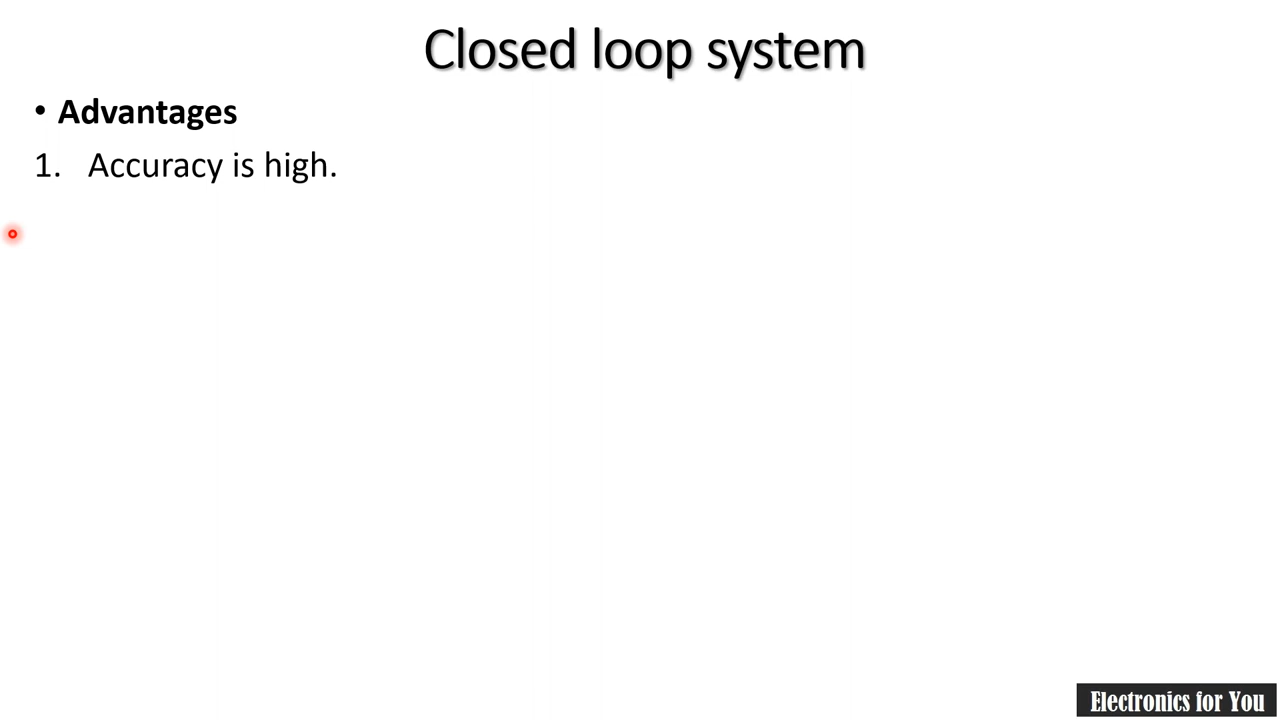 Closed loop system
• Advantages
1. Accuracy is high.
Electronics for You